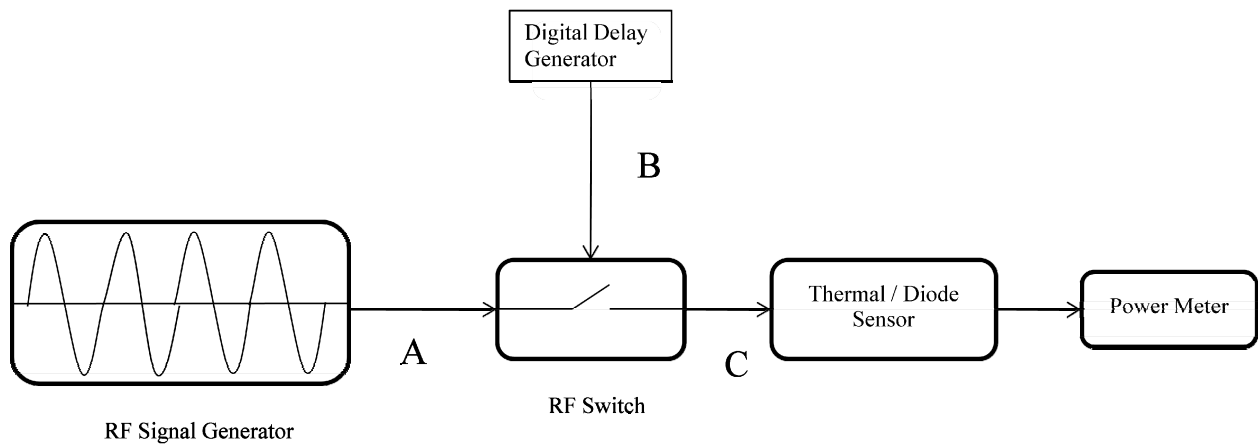 Digital Delay
Generator
B
Thermal / Diode
Sensor
Power Meter
A
C
RF Switch
RF Signal Generator